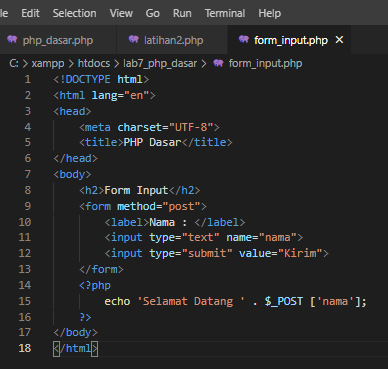 le Edit Selection View Go Run Terminal Help
php_dasar.php latihan2.php form_input.php ×
C: > xampp > htdocs > lab7_php_dasar > form_input.php
1 <!DOCTYPE html>
2 <html lang="en">
3 <head>
4 <meta charset="UTF-8">
5 <title>PHP Dasar</title>
6 </head>
7 <body>
8 <h2>Form Input</h2>
9 <form method="post">
10 <label>Nama : </label>
11 <input type="text" name="nama">
12 <input type="submit" value="Kirim">
13 </form>
14 <?php
15 echo 'Selamat Datang ' . $_POST ['nama'];
16 ?>
17 </body>
18 </html>